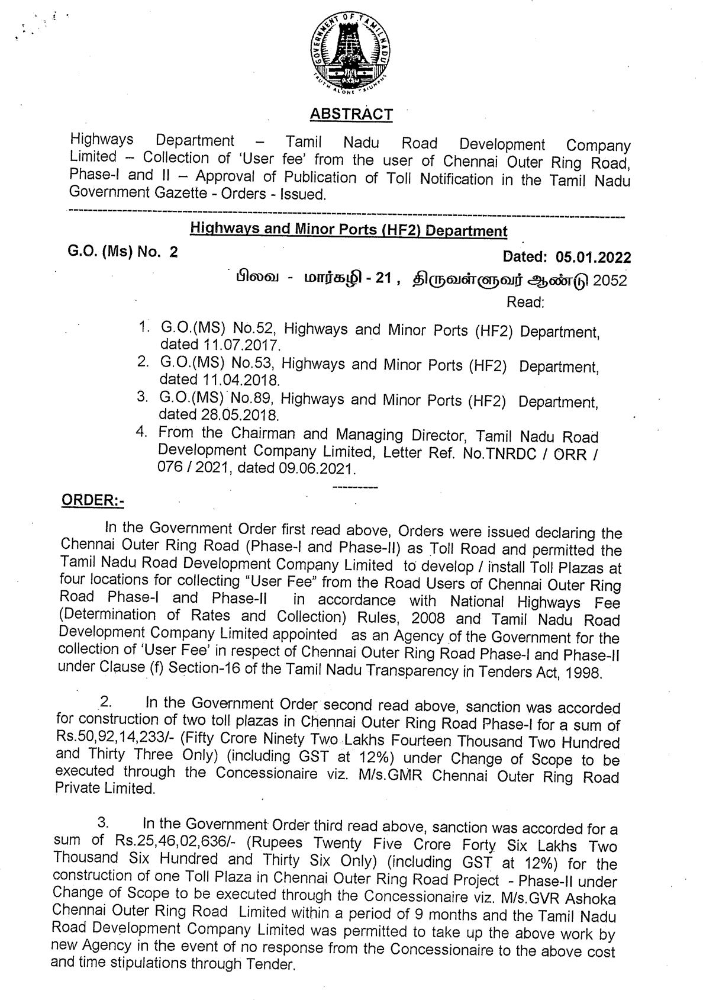 GOVERNMENT OF TAMILNADU
TRUTH ALONE TRIUMPHS
ABSTRACT
Highways Department – Tamil Nadu Road Development Company
Limited – Collection of ‘User fee’ from the user of Chennai Outer Ring Road,
Phase-I and II – Approval of Publication of Toll Notification in the Tamil Nadu
Government Gazette - Orders - Issued.
Highways and Minor Ports (HF2) Department
G.O. (Ms) No. 2
Dated: 05.01.2022
பிலவ - மார்கழி - 21 , திருவள்ளுவர் ஆண்டு 2052
Read:
1. G.O.(MS) No.52, Highways and Minor Ports (HF2) Department,
dated 11.07.2017.
2. G.O.(MS) No.53, Highways and Minor Ports (HF2) Department,
dated 11.04.2018.
3. G.O.(MS) No.89, Highways and Minor Ports (HF2) Department,
dated 28.05.2018.
4. From the Chairman and Managing Director, Tamil Nadu Road
Development Company Limited, Letter Ref. No.TNRDC / ORR /
076 / 2021, dated 09.06.2021.
---------
ORDER:-
In the Government Order first read above, Orders were issued declaring the
Chennai Outer Ring Road (Phase-I and Phase-II) as Toll Road and permitted the
Tamil Nadu Road Development Company Limited to develop / install Toll Plazas at
four locations for collecting “User Fee” from the Road Users of Chennai Outer Ring
Road Phase-I and Phase-II in accordance with National Highways Fee
(Determination of Rates and Collection) Rules, 2008 and Tamil Nadu Road
Development Company Limited appointed as an Agency of the Government for the
collection of ‘User Fee’ in respect of Chennai Outer Ring Road Phase-I and Phase-II
under Clause (f) Section-16 of the Tamil Nadu Transparency in Tenders Act, 1998.
2. In the Government Order second read above, sanction was accorded
for construction of two toll plazas in Chennai Outer Ring Road Phase-I for a sum of
Rs.50,92,14,233/- (Fifty Crore Ninety Two Lakhs Fourteen Thousand Two Hundred
and Thirty Three Only) (including GST at 12%) under Change of Scope to be
executed through the Concessionaire viz. M/s.GMR Chennai Outer Ring Road
Private Limited.
3. In the Government Order third read above, sanction was accorded for a
sum of Rs.25,46,02,636/- (Rupees Twenty Five Crore Forty Six Lakhs Two
Thousand Six Hundred and Thirty Six Only) (including GST at 12%) for the
construction of one Toll Plaza in Chennai Outer Ring Road Project - Phase-II under
Change of Scope to be executed through the Concessionaire viz. M/s.GVR Ashoka
Chennai Outer Ring Road Limited within a period of 9 months and the Tamil Nadu
Road Development Company Limited was permitted to take up the above work by
new Agency in the event of no response from the Concessionaire to the above cost
and time stipulations through Tender.